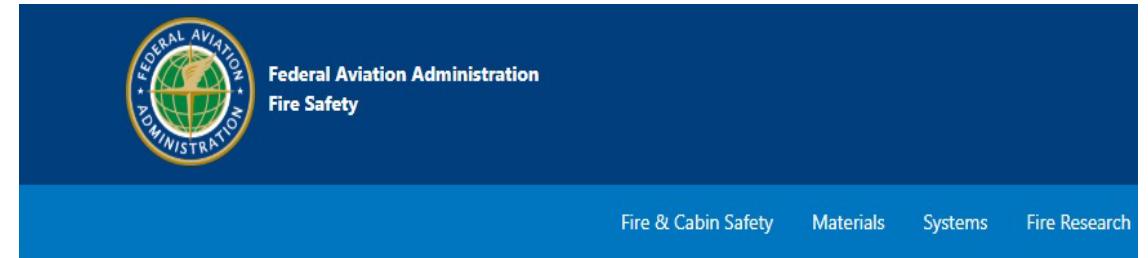 FEDERAL AVIATION
ADMINISTRATION
Federal Aviation Administration
Fire Safety
Fire & Cabin Safety Materials Systems Fire Research